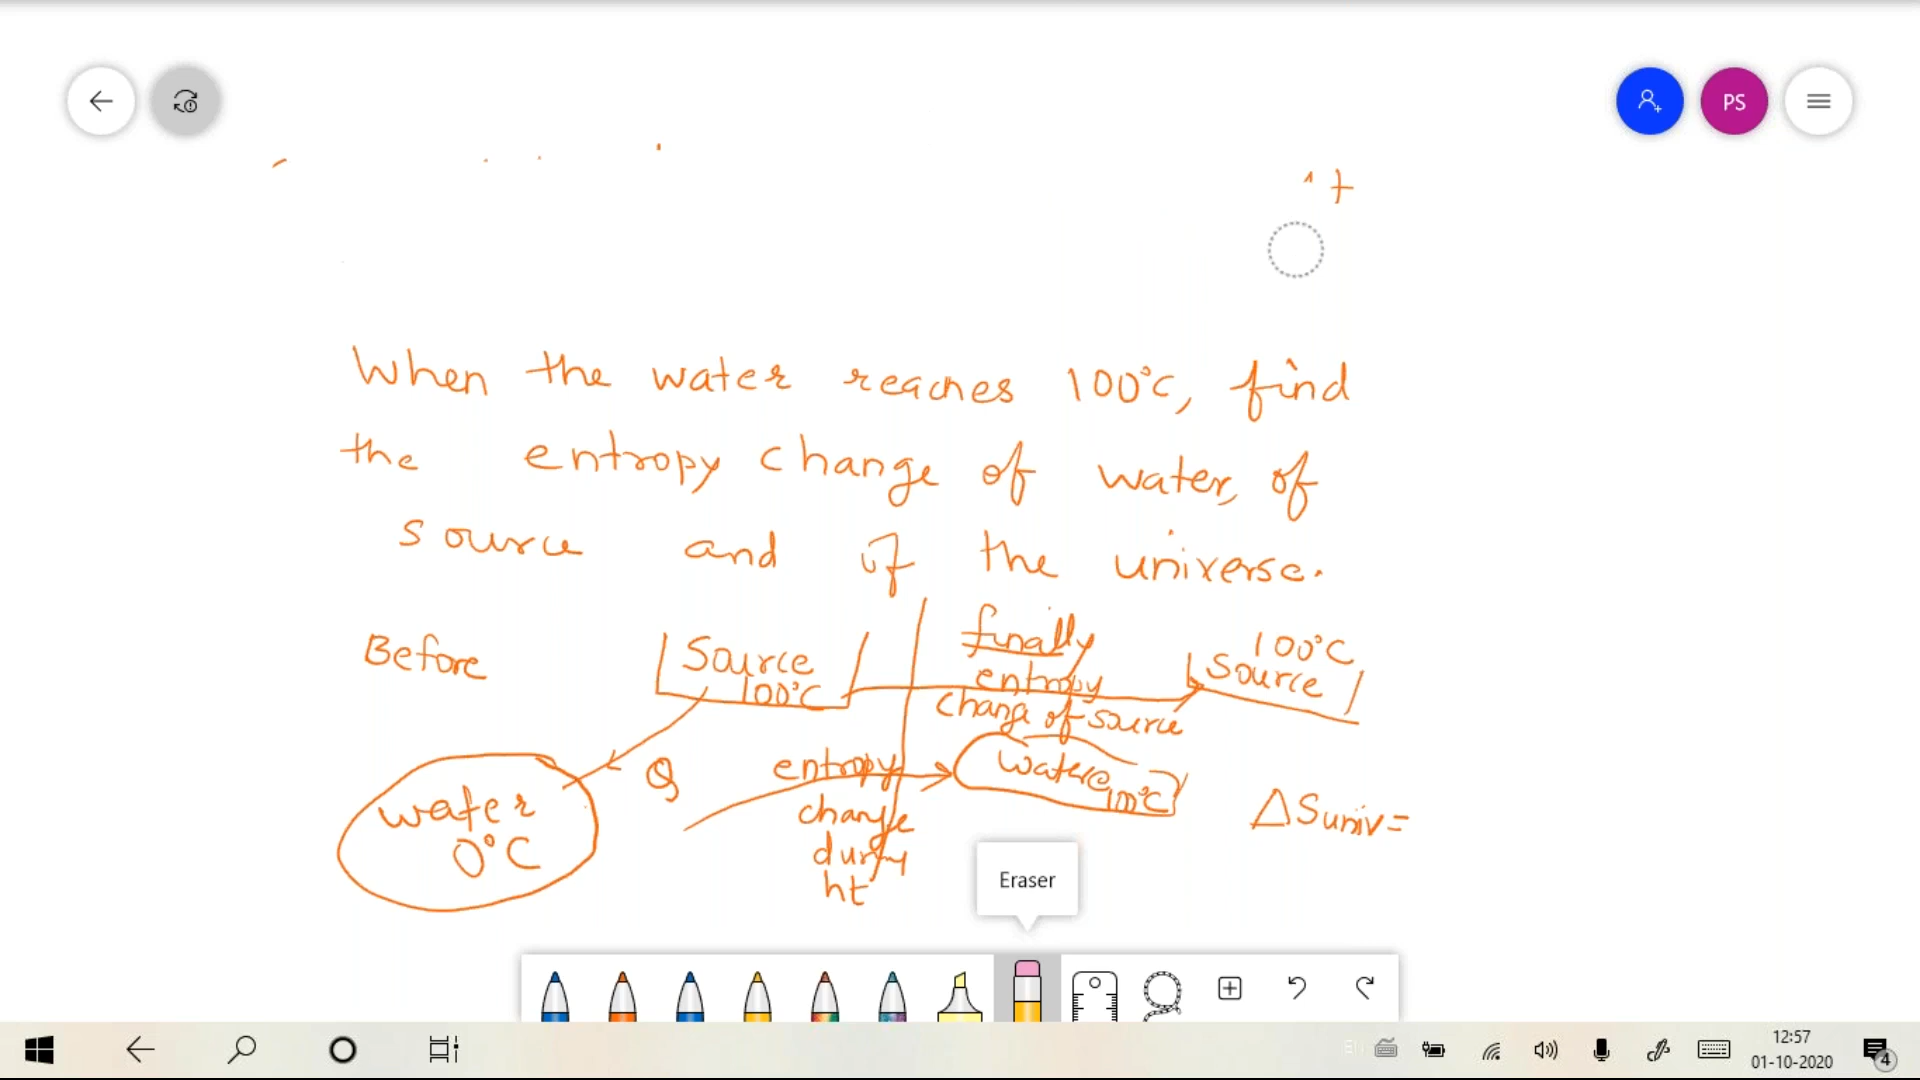 PS
t
When the water reaches 100°C, find
the entropy change of water, of
source and of the universe.
Before
Source
100°C
finally
entropy
change of source
100°C
Source
water
0°C
Q
entropy
change
during
ht
Water
100°C
ΔSuniv=
Eraser
12:57
01-10-2020
4